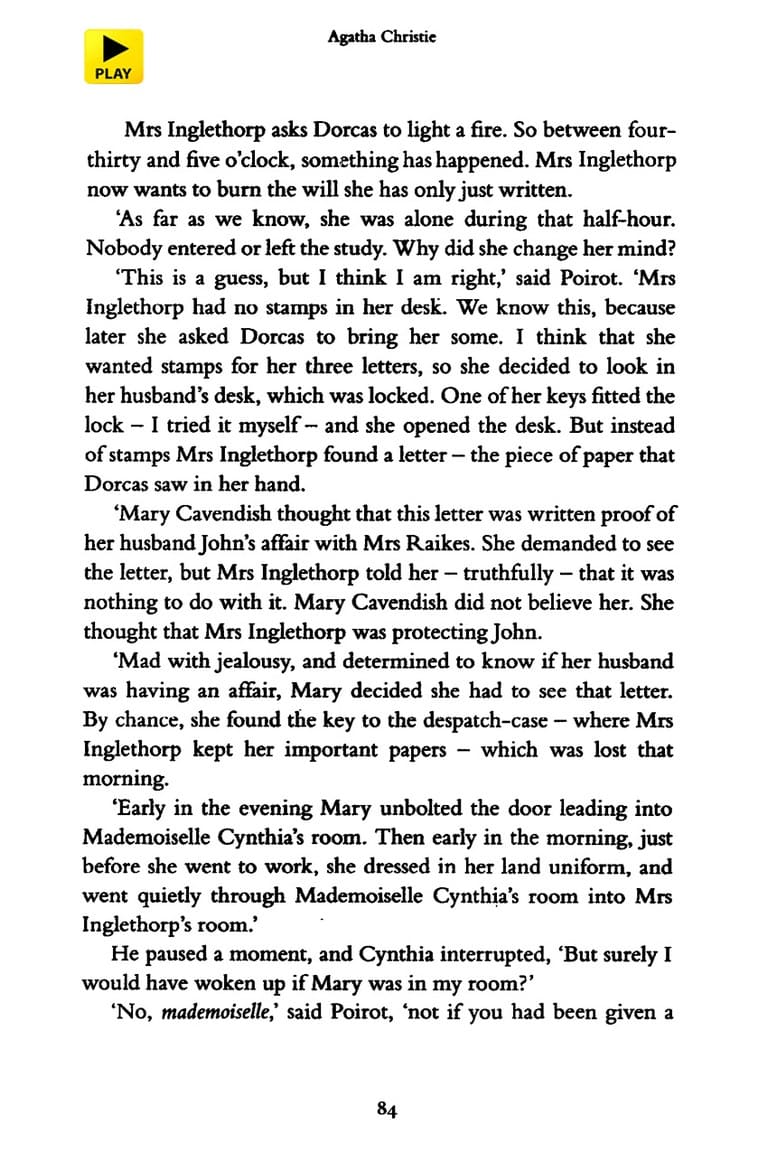 Agatha Christie
PLAY
Mrs Inglethorp asks Dorcas to light a fire. So between four-
thirty and five o'clock, something has happened. Mrs Inglethorp
now wants to burn the will she has only just written.
'As far as we know, she was alone during that half-hour.
Nobody entered or left the study. Why did she change her mind?
'This is a guess, but I think I am right,' said Poirot. 'Mrs
Inglethorp had no stamps in her desk. We know this, because
later she asked Dorcas to bring her some. I think that she
wanted stamps for her three letters, so she decided to look in
her husband's desk, which was locked. One of her keys fitted the
lock – I tried it myself – and she opened the desk. But instead
of stamps Mrs Inglethorp found a letter – the piece of paper that
Dorcas saw in her hand.
'Mary Cavendish thought that this letter was written proof of
her husband John's affair with Mrs Raikes. She demanded to see
the letter, but Mrs Inglethorp told her – truthfully – that it was
nothing to do with it. Mary Cavendish did not believe her. She
thought that Mrs Inglethorp was protecting John.
'Mad with jealousy, and determined to know if her husband
was having an affair, Mary decided she had to see that letter.
By chance, she found the key to the despatch-case – where Mrs
Inglethorp kept her important papers – which was lost that
morning.
'Early in the evening Mary unbolted the door leading into
Mademoiselle Cynthia's room. Then early in the morning, just
before she went to work, she dressed in her land uniform, and
went quietly through Mademoiselle Cynthia's room into Mrs
Inglethorp's room.'
He paused a moment, and Cynthia interrupted, 'But surely I
would have woken up if Mary was in my room?'
'No, mademoiselle,' said Poirot, 'not if you had been given a
84